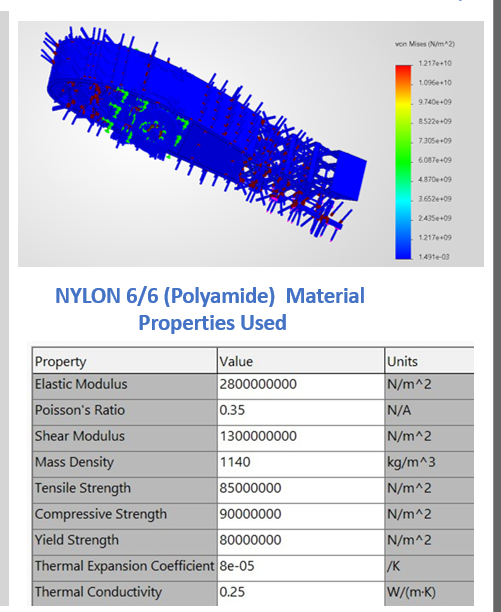 von Mises (N/m^2)
1.217e+10
1.096e+10
9.740e+09
8.522e+09
7.305e+09
6.087e+09
4.870e+09
3.652e+09
2.435e+09
1.217e+09
1.491e-03
NYLON 6/6 (Polyamide) Material
Properties Used
Property Value Units
Elastic Modulus 2800000000 N/m^2
Poisson's Ratio 0.35 N/A
Shear Modulus 1300000000 N/m^2
Mass Density 1140 kg/m^3
Tensile Strength 85000000 N/m^2
Compressive Strength 90000000 N/m^2
Yield Strength 80000000 N/m^2
Thermal Expansion Coefficient 8e-05 /K
Thermal Conductivity 0.25 W/(m·K)